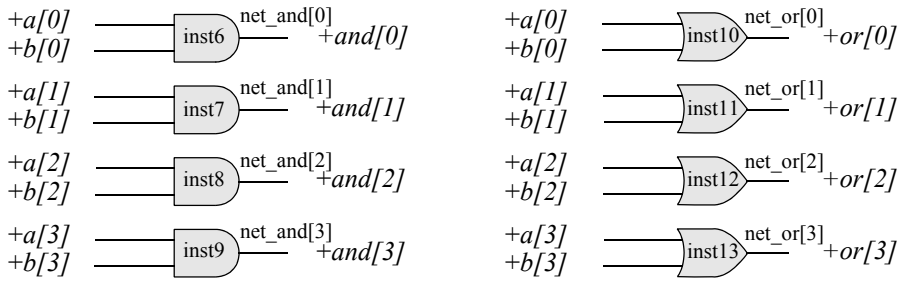 +a[0]
+b[0]
inst6
net_and[0]
+and[0]
+a[0]
+b[0]
inst10
net_or[0]
+or[0]
+a[1]
+b[1]
inst7
net_and[1]
+and[1]
+a[1]
+b[1]
inst11
net_or[1]
+or[1]
+a[2]
+b[2]
inst8
net_and[2]
+and[2]
+a[2]
+b[2]
inst12
net_or[2]
+or[2]
+a[3]
+b[3]
inst9
net_and[3]
+and[3]
+a[3]
+b[3]
inst13
net_or[3]
+or[3]